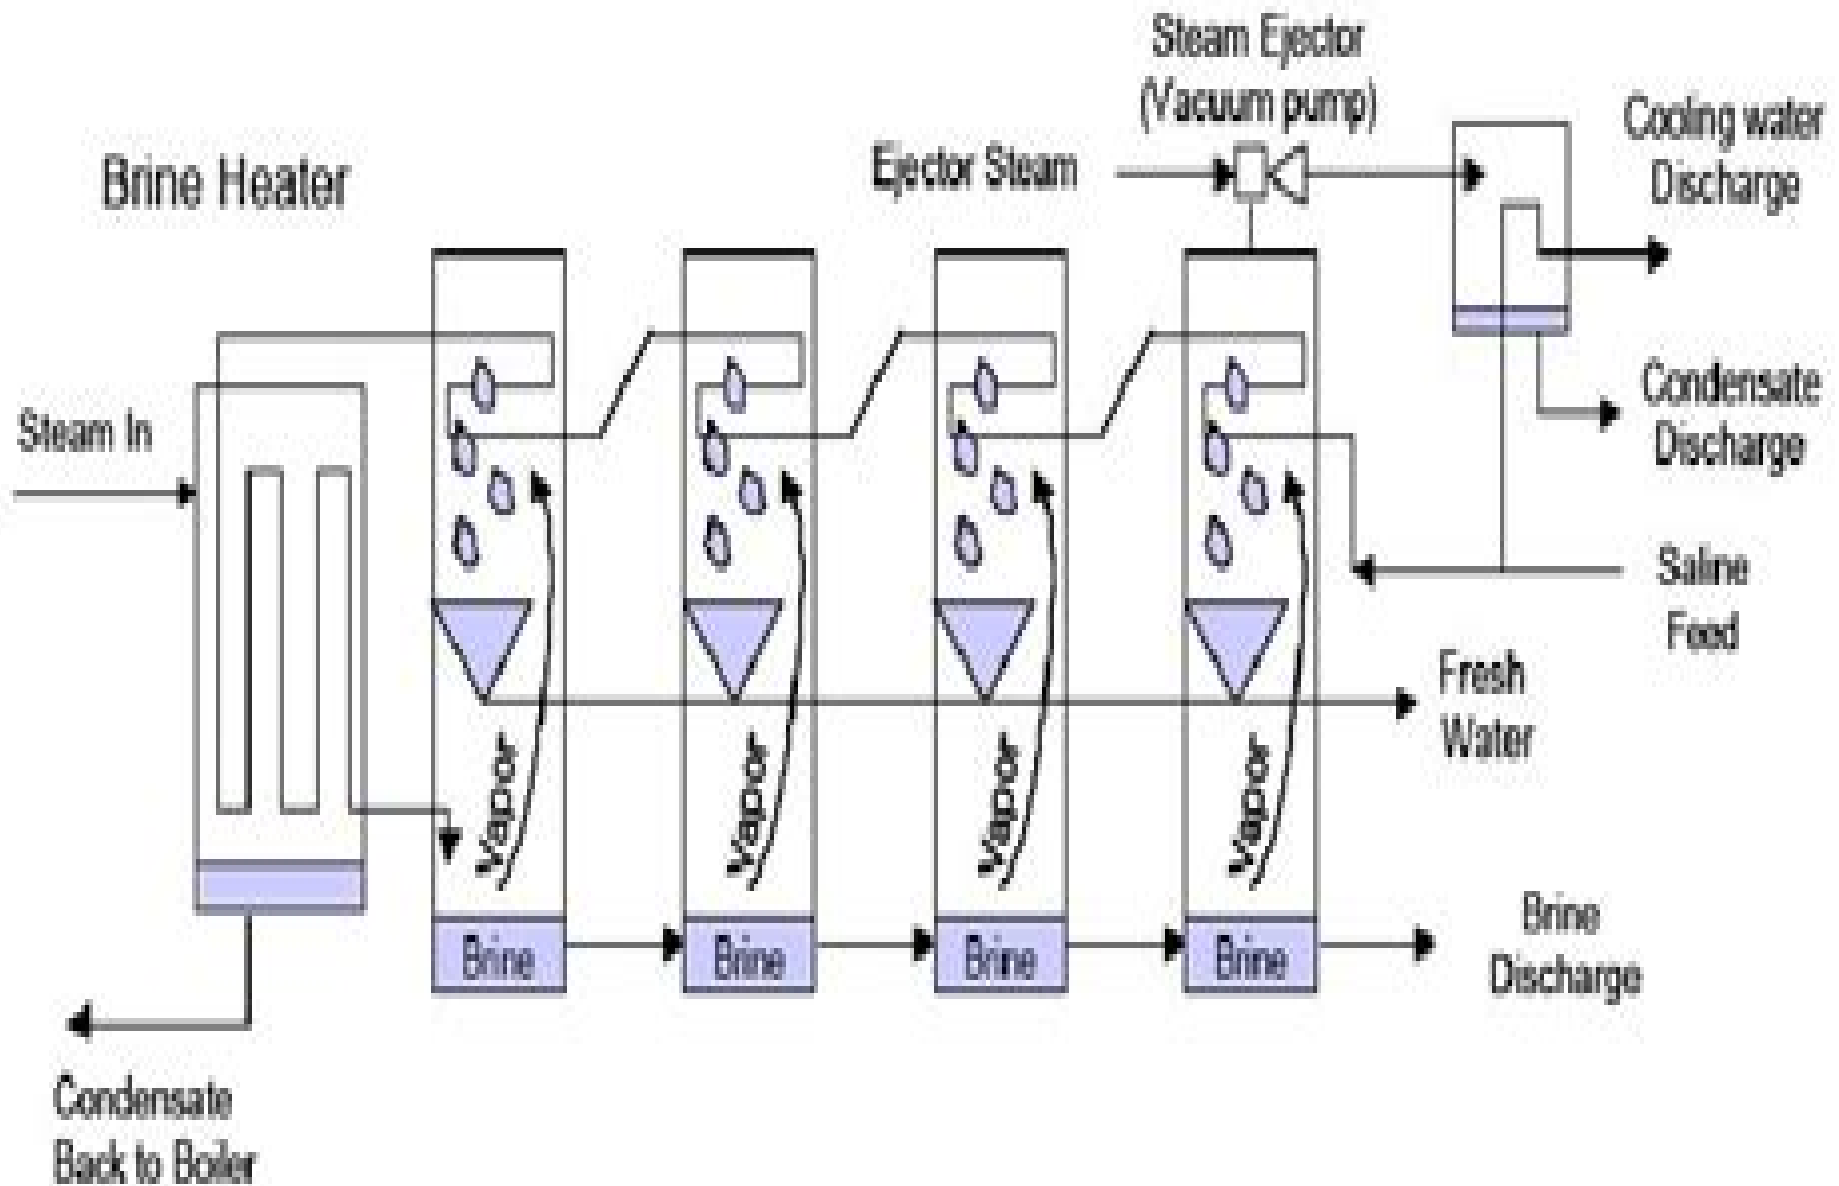 Steam Ejector
(Vacuum pump)
Cooling water
Discharge
Ejector Steam
Brine Heater
Steam In
Condensate
Discharge
Saline
Feed
Fresh
Water
Vapor
Vapor
Vapor
Vapor
Brine
Brine
Brine
Brine
Brine
Discharge
Condensate
Back to Boiler